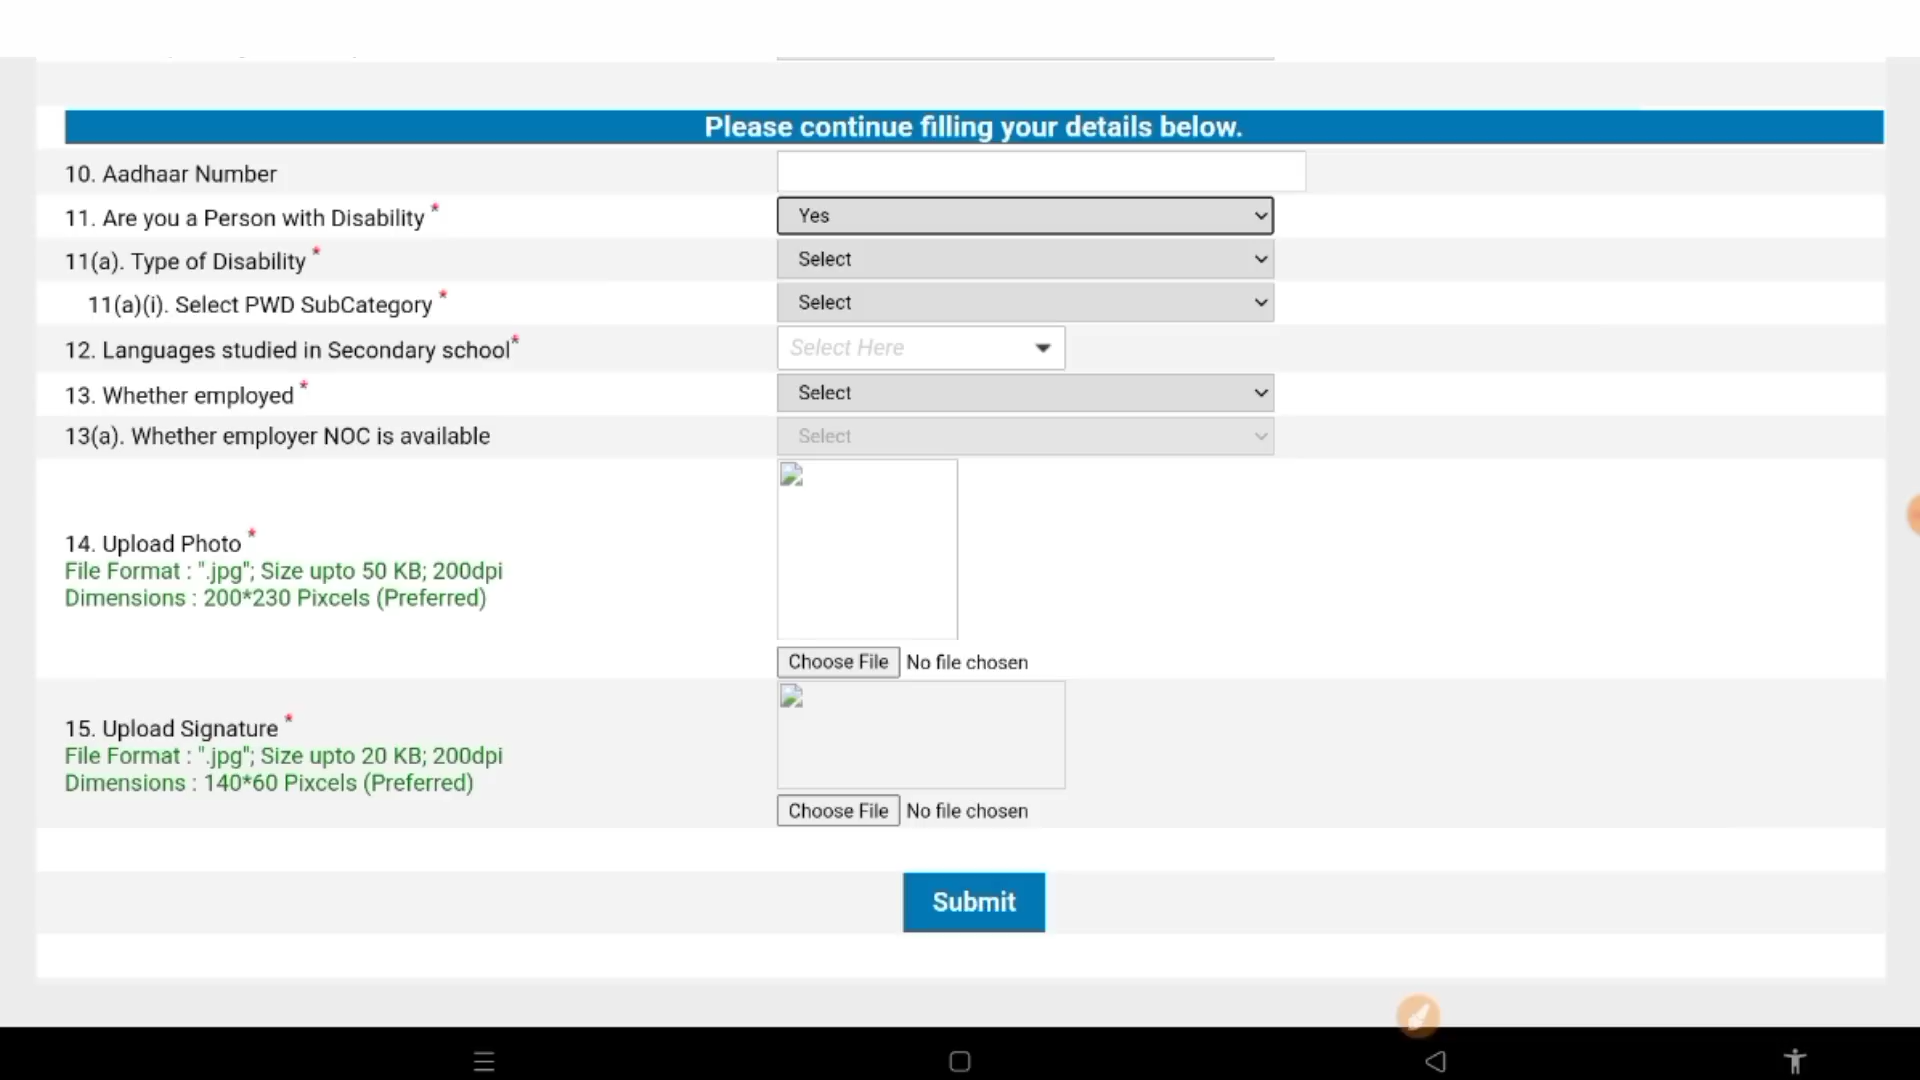 Please continue filling your details below.
10. Aadhaar Number
11. Are you a Person with Disability * Yes
11(a). Type of Disability * Select
11(a)(i). Select PWD SubCategory * Select
12. Languages studied in Secondary school* Select Here
13. Whether employed * Select
13(a). Whether employer NOC is available Select
14. Upload Photo *
File Format : ".jpg"; Size upto 50 KB; 200dpi
Dimensions : 200*230 Pixcels (Preferred)
Choose File No file chosen
15. Upload Signature *
File Format : ".jpg"; Size upto 20 KB; 200dpi
Dimensions : 140*60 Pixcels (Preferred)
Choose File No file chosen
Submit